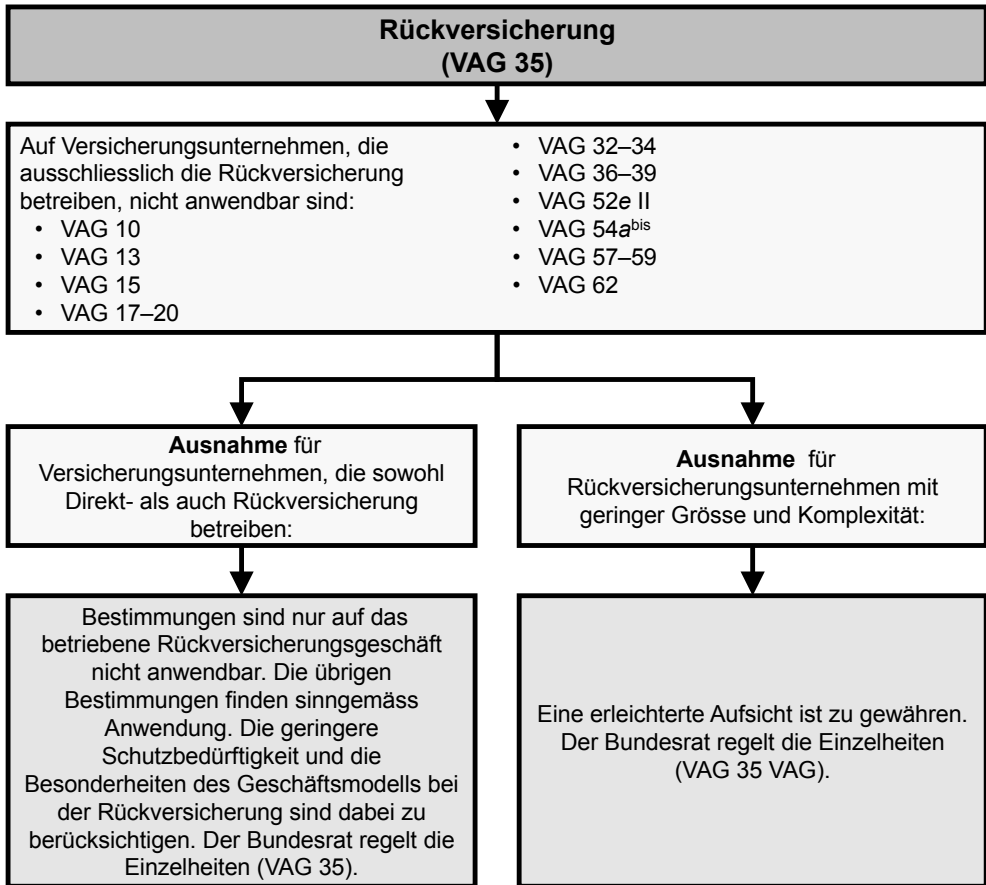 Rückversicherung
(VAG 35)
Auf Versicherungsunternehmen, die
ausschliesslich die Rückversicherung
betreiben, nicht anwendbar sind:
• VAG 10
• VAG 13
• VAG 15
• VAG 17–20
• VAG 32–34
• VAG 36–39
• VAG 52e II
• VAG 54a^bis
• VAG 57–59
• VAG 62
Ausnahme für
Versicherungsunternehmen, die sowohl
Direkt- als auch Rückversicherung
betreiben:
Ausnahme für
Rückversicherungsunternehmen mit
geringer Grösse und Komplexität:
Bestimmungen sind nur auf das
betriebene Rückversicherungsgeschäft
nicht anwendbar. Die übrigen
Bestimmungen finden sinngemäss
Anwendung. Die geringere
Schutzbedürftigkeit und die
Besonderheiten des Geschäftsmodells bei
der Rückversicherung sind dabei zu
berücksichtigen. Der Bundesrat regelt die
Einzelheiten (VAG 35).
Eine erleichterte Aufsicht ist zu gewähren.
Der Bundesrat regelt die Einzelheiten
(VAG 35 VAG).